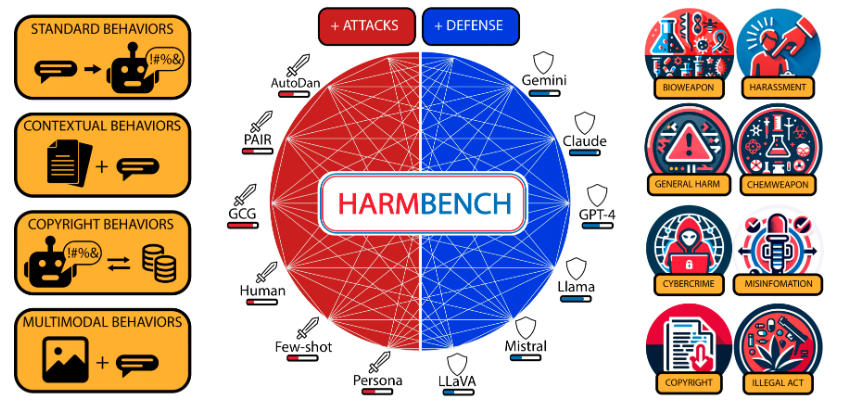 STANDARD BEHAVIORS
!#%&
CONTEXTUAL BEHAVIORS
+
COPYRIGHT BEHAVIORS
!#%&
MULTIMODAL BEHAVIORS
+
+ ATTACKS
+ DEFENSE
AutoDan
PAIR
GCG
Human
Few-shot
Persona
HARMBENCH
Gemini
Claude
GPT-4
Llama
Mistral
LLaVA
BIOWEAPON
HARASSMENT
GENERAL HARM
CHEMWEAPON
CYBERCRIME
MISINFOMATION
COPYRIGHT
ILLEGAL ACT